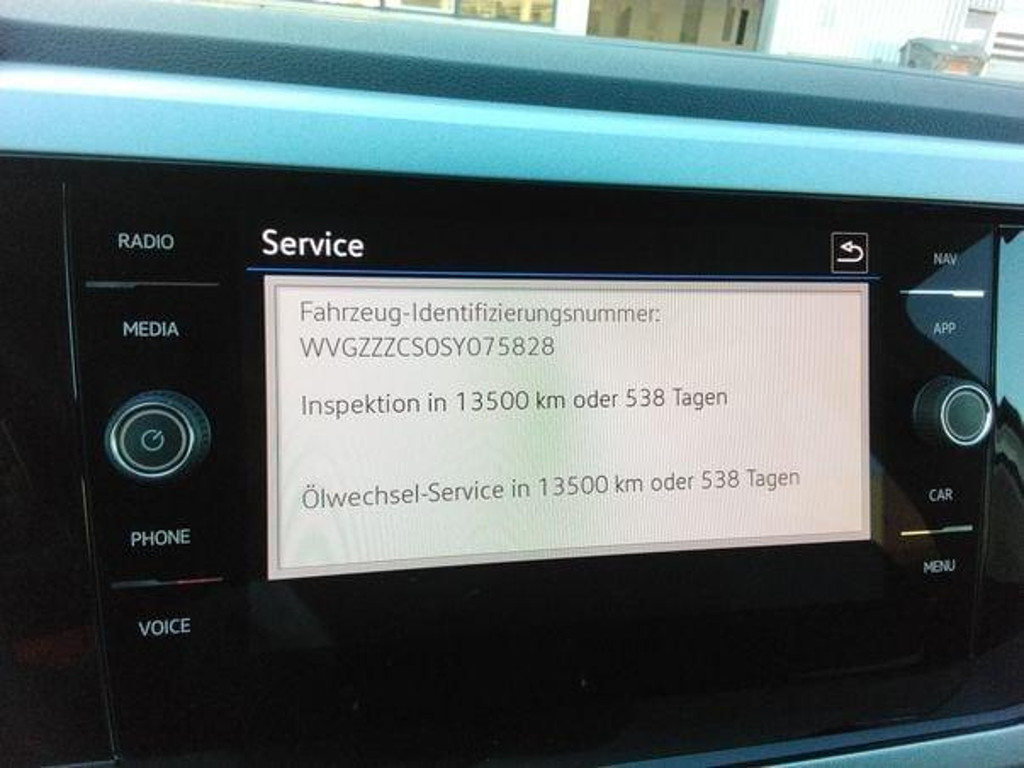 RADIO
MEDIA
PHONE
VOICE
Service
Fahrzeug-Identifizierungsnummer:
WVGZZZCS0SY075828
Inspektion in 13500 km oder 538 Tagen
Ölwechsel-Service in 13500 km oder 538 Tagen
NAV
APP
CAR
MENU